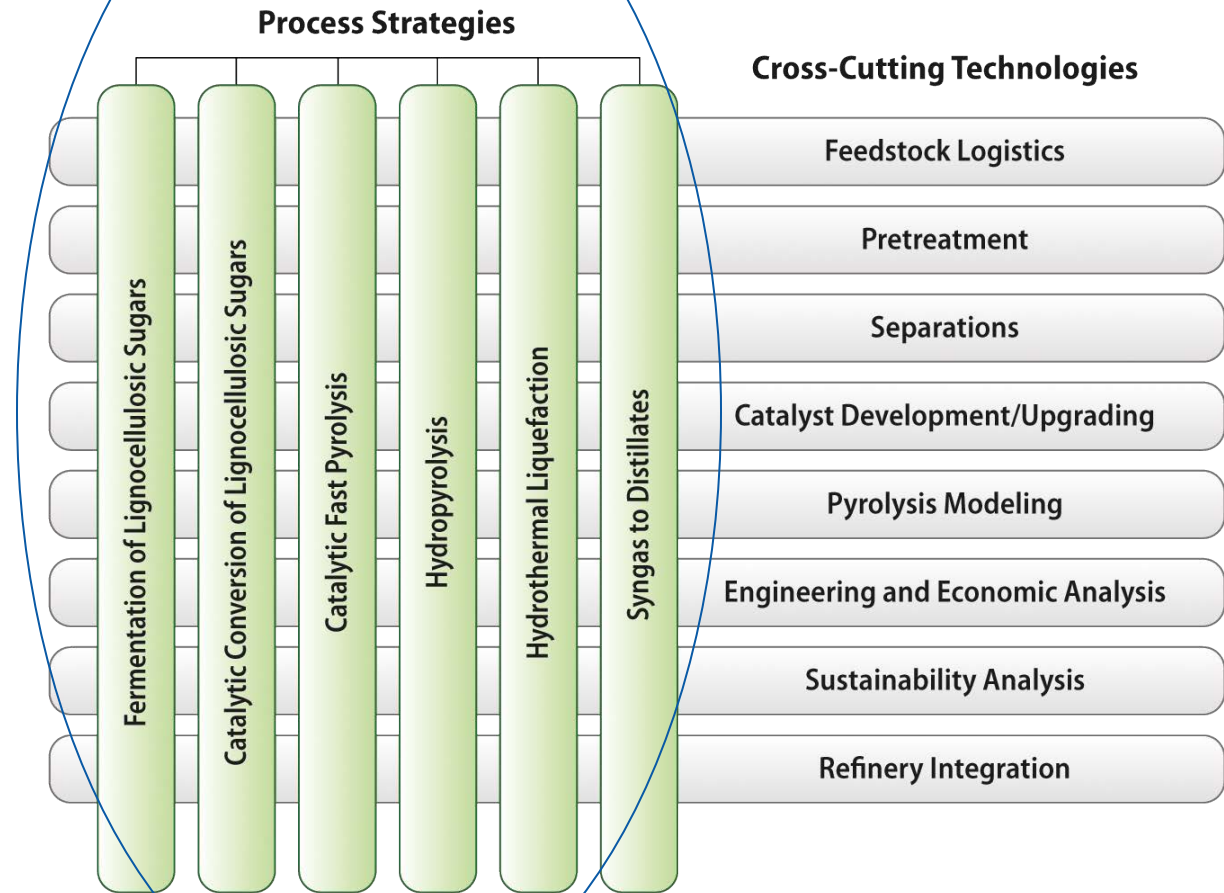 Process Strategies
Cross-Cutting Technologies
Fermentation of Lignocellulosic Sugars
Catalytic Conversion of Lignocellulosic Sugars
Catalytic Fast Pyrolysis
Hydropyrolysis
Hydrothermal Liquefaction
Syngas to Distillates
Feedstock Logistics
Pretreatment
Separations
Catalyst Development/Upgrading
Pyrolysis Modeling
Engineering and Economic Analysis
Sustainability Analysis
Refinery Integration